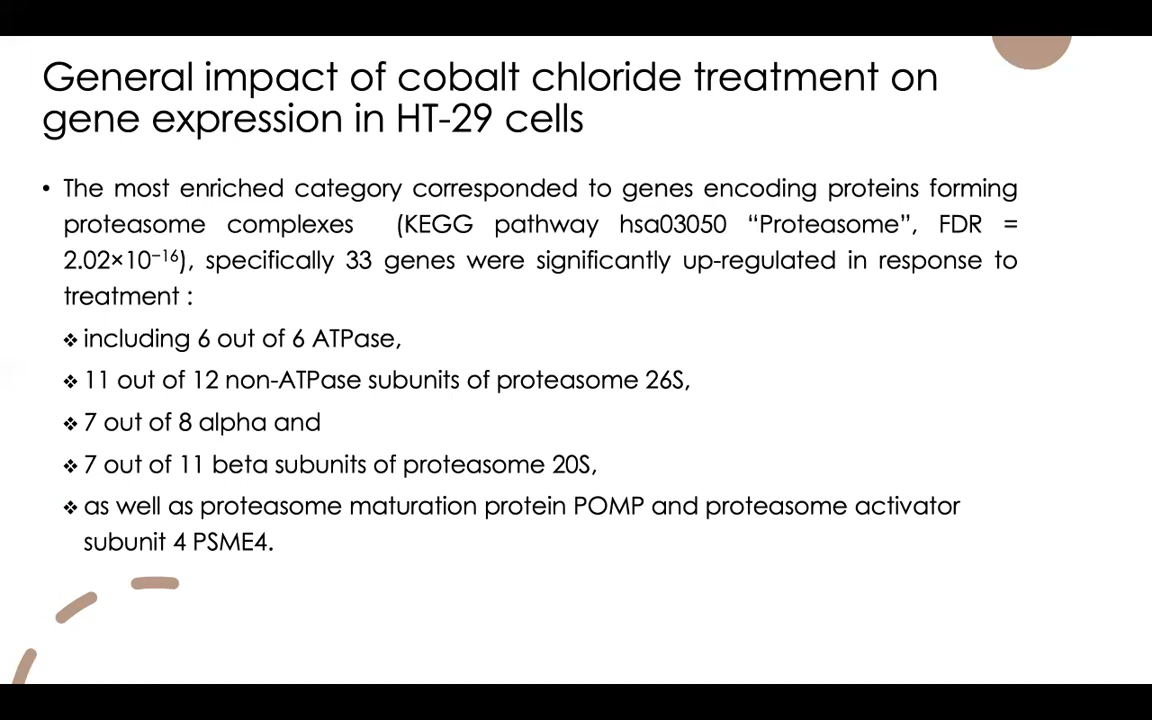 General impact of cobalt chloride treatment on
gene expression in HT-29 cells
• The most enriched category corresponded to genes encoding proteins forming
proteasome complexes (KEGG pathway hsa03050 “Proteasome”, FDR =
2.02×10⁻¹⁶), specifically 33 genes were significantly up-regulated in response to
treatment :
❖ including 6 out of 6 ATPase,
❖ 11 out of 12 non-ATPase subunits of proteasome 26S,
❖ 7 out of 8 alpha and
❖ 7 out of 11 beta subunits of proteasome 20S,
❖ as well as proteasome maturation protein POMP and proteasome activator
subunit 4 PSME4.